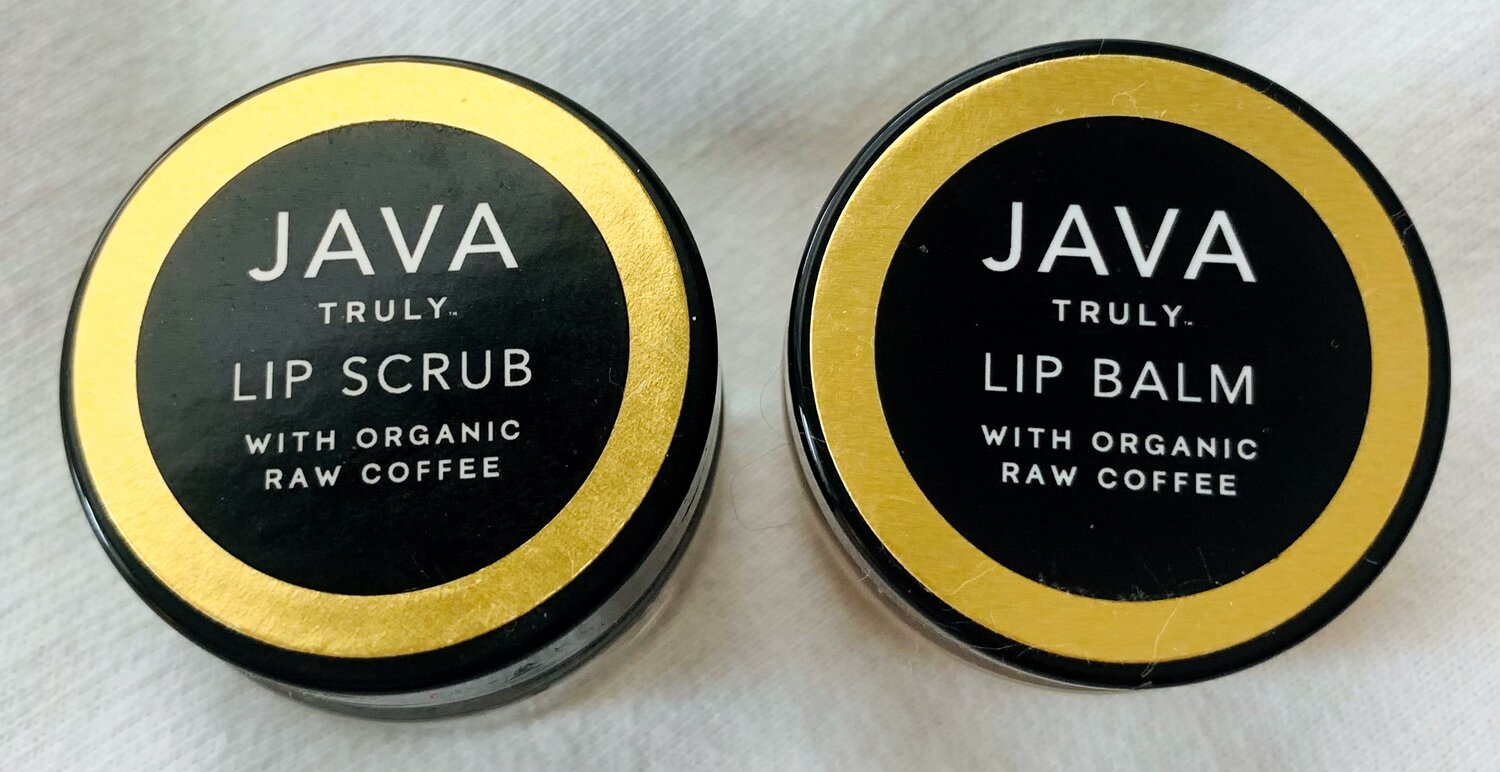 JAVA
TRULY™
LIP SCRUB
WITH ORGANIC
RAW COFFEE
JAVA
TRULY™
LIP BALM
WITH ORGANIC
RAW COFFEE